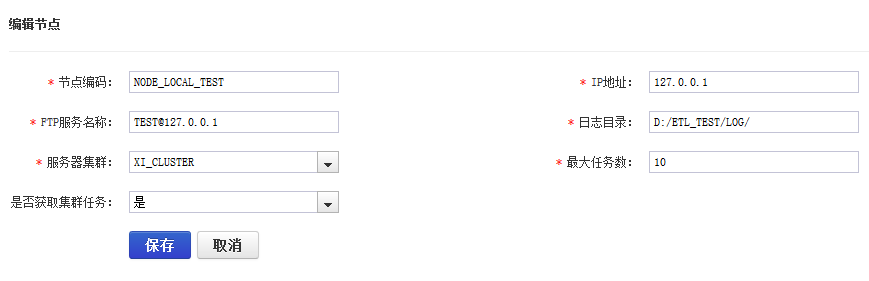 编辑节点
* 节点编码： NODE_LOCAL_TEST * IP地址： 127.0.0.1
* FTP服务名称： TEST@127.0.0.1 * 日志目录： D:/ETL_TEST/LOG/
* 服务器集群： XI_CLUSTER * 最大任务数： 10
是否获取集群任务： 是
保存 取消